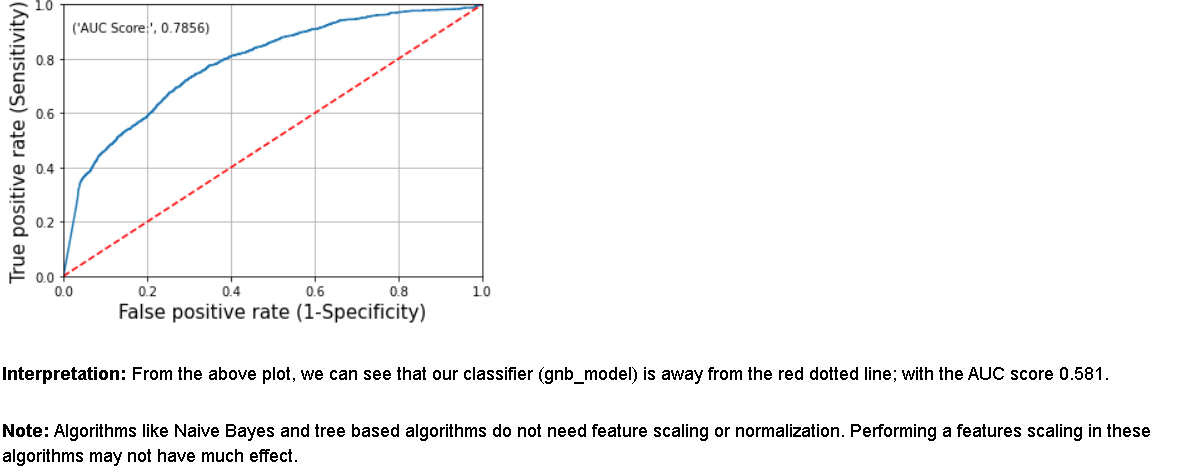 1.0
('AUC Score:', 0.7856)
0.8
0.6
0.4
0.2
0.0
True positive rate (Sensitivity)
0.0 0.2 0.4 0.6 0.8 1.0
False positive rate (1-Specificity)
Interpretation: From the above plot, we can see that our classifier (gnb_model) is away from the red dotted line; with the AUC score 0.581.
Note: Algorithms like Naive Bayes and tree based algorithms do not need feature scaling or normalization. Performing a features scaling in these
algorithms may not have much effect.